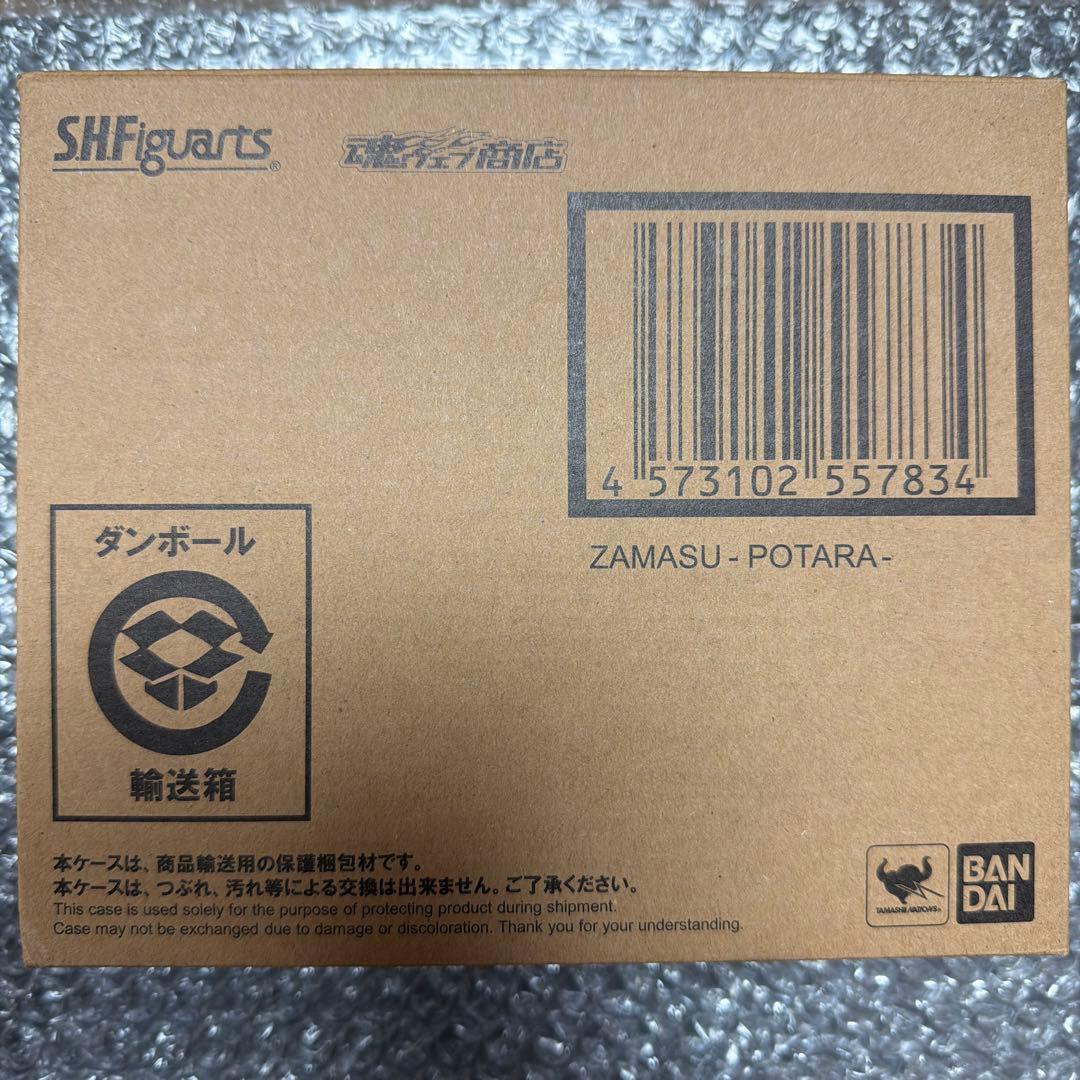 S.H.Figuarts®
魂ウェブ商店
4 573102 557834
ZAMASU - POTARA -
ダンボール
輸送箱
本ケースは、商品輸送用の保護梱包材です。
本ケースは、つぶれ、汚れ等による交換は出来ません。ご了承ください。
This case is used solely for the purpose of protecting product during shipment.
Case may not be exchanged due to damage or discoloration. Thank you for your understanding.
TAMASHII NATIONS®
BAN
DAI